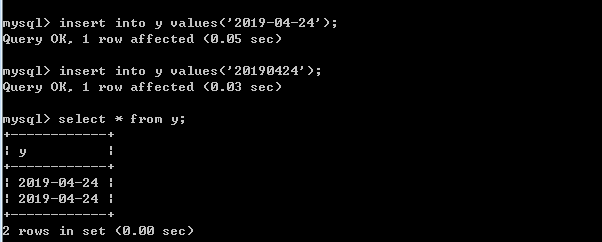 mysql> insert into y values('2019-04-24');
Query OK, 1 row affected (0.05 sec)
mysql> insert into y values('20190424');
Query OK, 1 row affected (0.03 sec)
mysql> select * from y;
+------------+
| y          |
+------------+
| 2019-04-24 |
| 2019-04-24 |
+------------+
2 rows in set (0.00 sec)